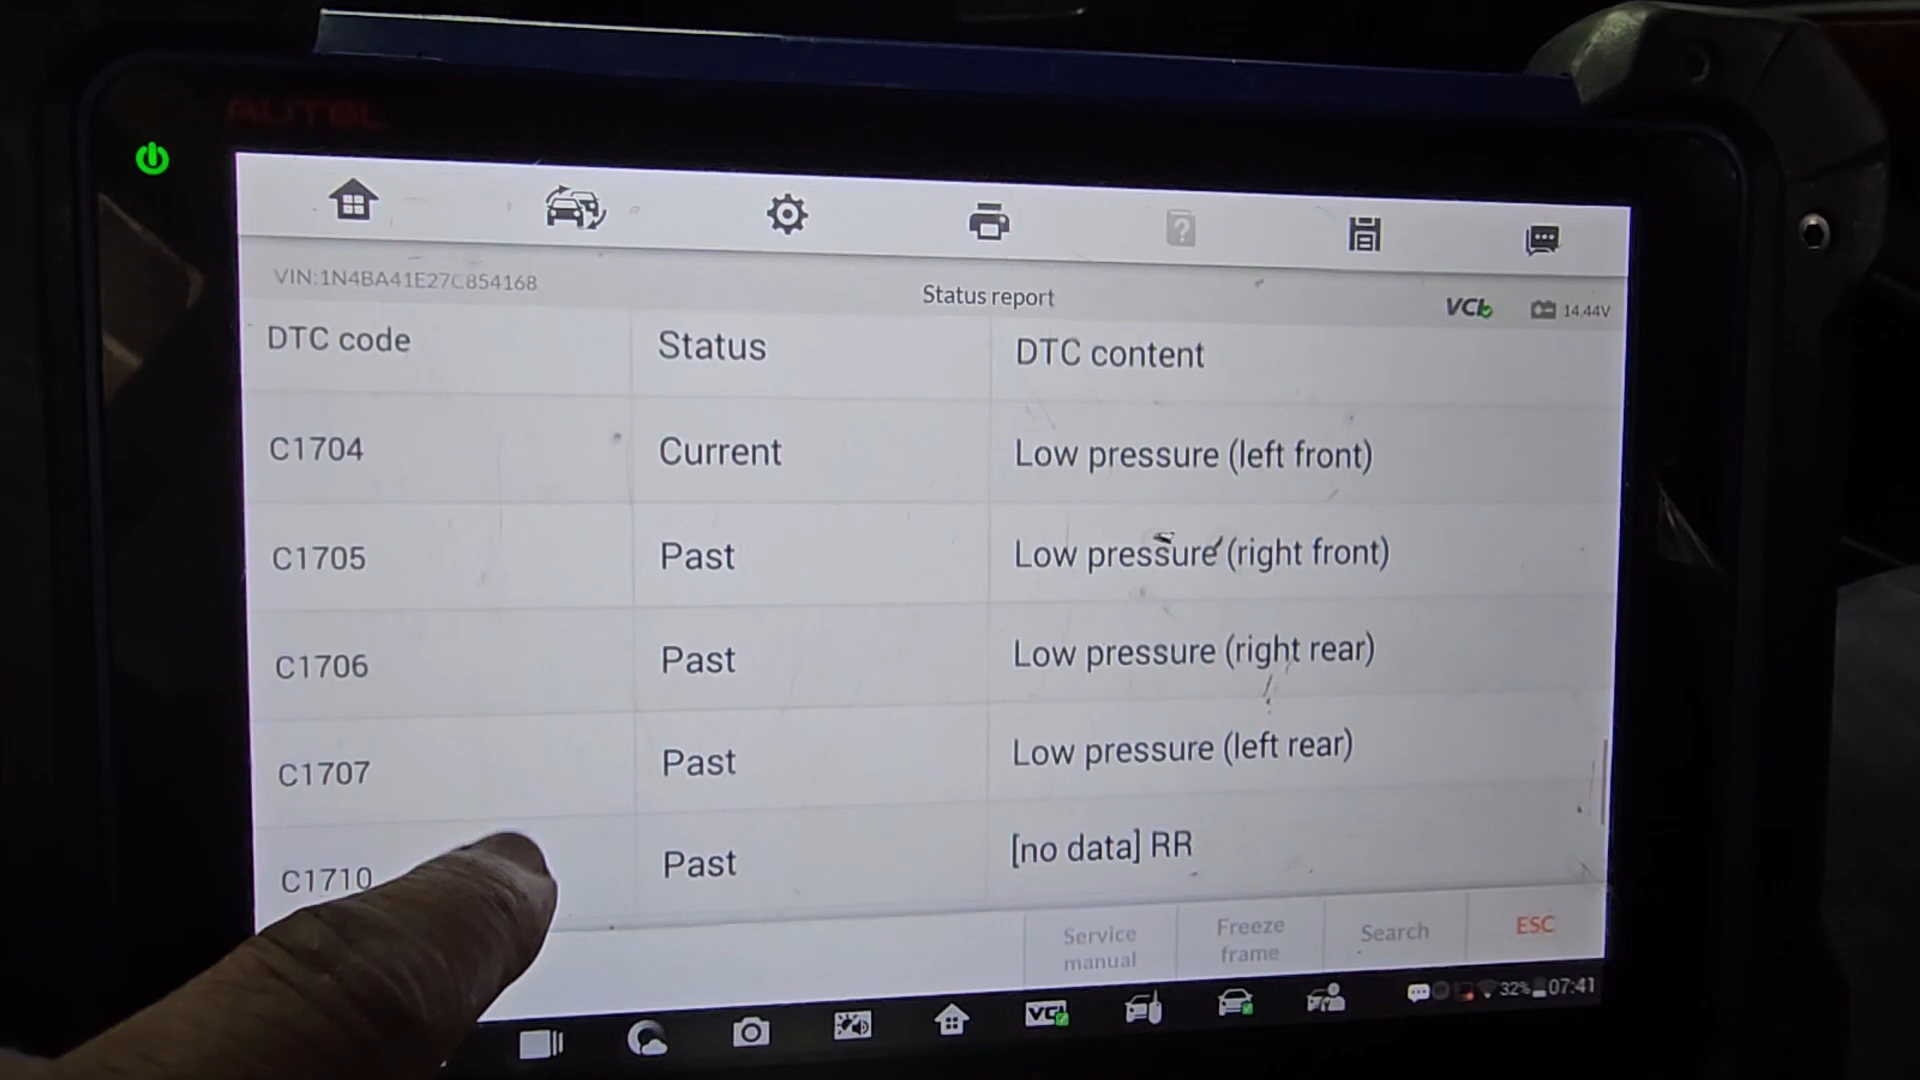 AUTEL
VIN:1N4BA41E27C854168
Status report
VCI
14.44V
DTC code Status DTC content
C1704 Current Low pressure (left front)
C1705 Past Low pressure (right front)
C1706 Past Low pressure (right rear)
C1707 Past Low pressure (left rear)
C1710 Past [no data] RR
Service manual
Freeze frame
Search
ESC
VCI
32%
07:41